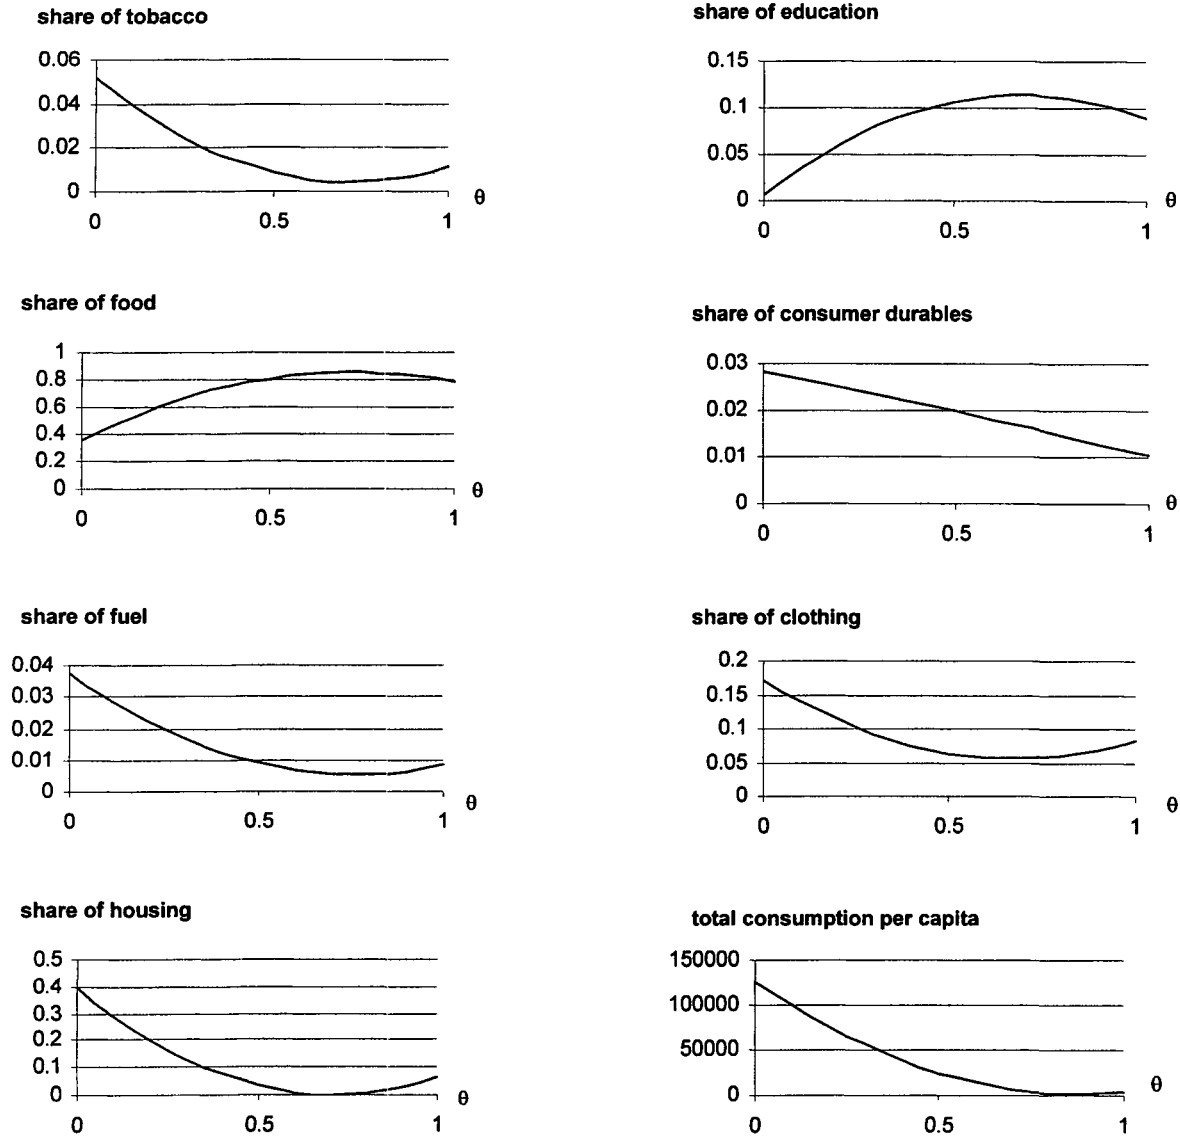 share of tobacco
0.06
0.04
0.02
0
θ
0 0.5 1
share of education
0.15
0.1
0.05
0
θ
0 0.5 1
share of food
1
0.8
0.6
0.4
0.2
0
θ
0 0.5 1
share of consumer durables
0.03
0.02
0.01
0
θ
0 0.5 1
share of fuel
0.04
0.03
0.02
0.01
0
θ
0 0.5 1
share of clothing
0.2
0.15
0.1
0.05
0
θ
0 0.5 1
share of housing
0.5
0.4
0.3
0.2
0.1
0
θ
0 0.5 1
total consumption per capita
150000
100000
50000
0
θ
0 0.5 1